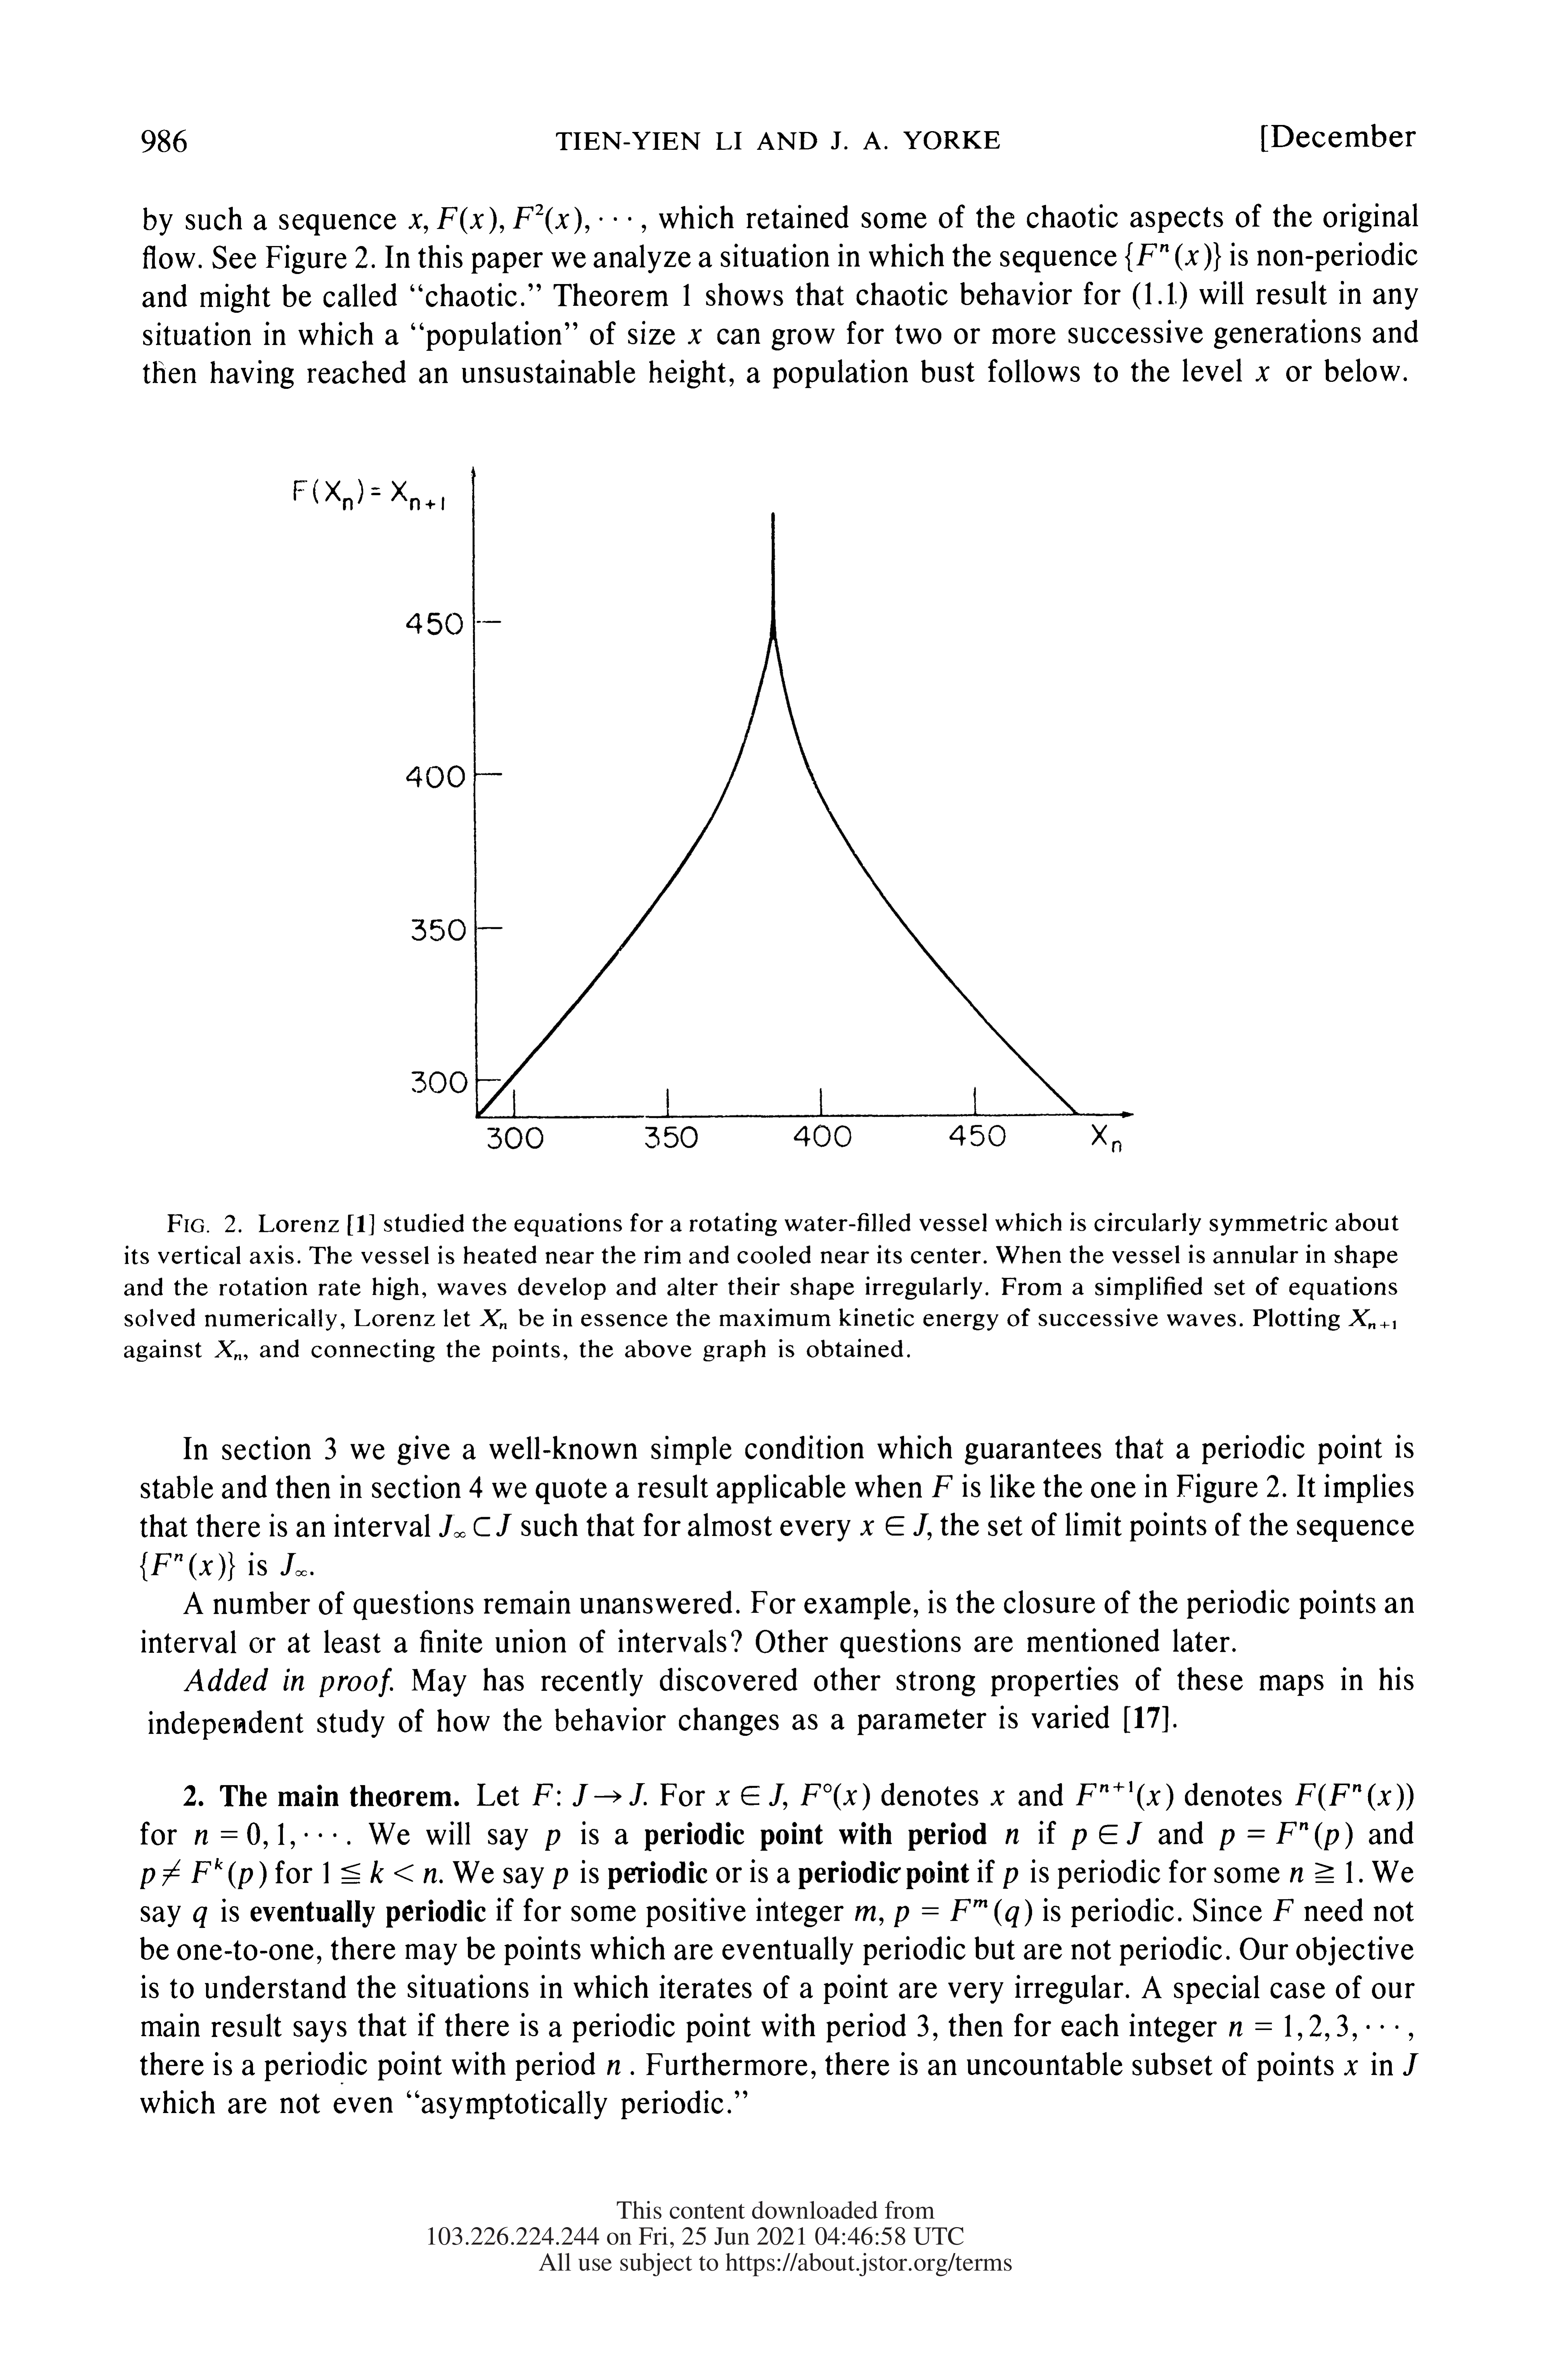 986 TIEN-YIEN LI AND J. A. YORKE [December
by such a sequence x, F(x), F²(x), · · · , which retained some of the chaotic aspects of the original
flow. See Figure 2. In this paper we analyze a situation in which the sequence {Fⁿ(x)} is non-periodic
and might be called “chaotic.” Theorem 1 shows that chaotic behavior for (1.1) will result in any
situation in which a “population” of size x can grow for two or more successive generations and
then having reached an unsustainable height, a population bust follows to the level x or below.
F(Xₙ) = Xₙ₊₁
450
400
350
300
300 350 400 450 Xₙ
FIG. 2. Lorenz [1] studied the equations for a rotating water-filled vessel which is circularly symmetric about
its vertical axis. The vessel is heated near the rim and cooled near its center. When the vessel is annular in shape
and the rotation rate high, waves develop and alter their shape irregularly. From a simplified set of equations
solved numerically, Lorenz let Xₙ be in essence the maximum kinetic energy of successive waves. Plotting Xₙ₊₁
against Xₙ, and connecting the points, the above graph is obtained.
In section 3 we give a well-known simple condition which guarantees that a periodic point is
stable and then in section 4 we quote a result applicable when F is like the one in Figure 2. It implies
that there is an interval J∞ ⊂ J such that for almost every x ∈ J, the set of limit points of the sequence
{Fⁿ(x)} is J∞.
A number of questions remain unanswered. For example, is the closure of the periodic points an
interval or at least a finite union of intervals? Other questions are mentioned later.
Added in proof. May has recently discovered other strong properties of these maps in his
independent study of how the behavior changes as a parameter is varied [17].
2. The main theorem. Let F: J → J. For x ∈ J, F⁰(x) denotes x and Fⁿ⁺¹(x) denotes F(Fⁿ(x))
for n = 0, 1, · · · . We will say p is a periodic point with period n if p ∈ J and p = Fⁿ(p) and
p ≠ Fᵏ(p) for 1 ≦ k < n. We say p is periodic or is a periodic point if p is periodic for some n ≧ 1. We
say q is eventually periodic if for some positive integer m, p = Fᵐ(q) is periodic. Since F need not
be one-to-one, there may be points which are eventually periodic but are not periodic. Our objective
is to understand the situations in which iterates of a point are very irregular. A special case of our
main result says that if there is a periodic point with period 3, then for each integer n = 1, 2, 3, · · · ,
there is a periodic point with period n . Furthermore, there is an uncountable subset of points x in J
which are not even “asymptotically periodic.”
This content downloaded from
103.226.224.244 on Fri, 25 Jun 2021 04:46:58 UTC
All use subject to https://about.jstor.org/terms